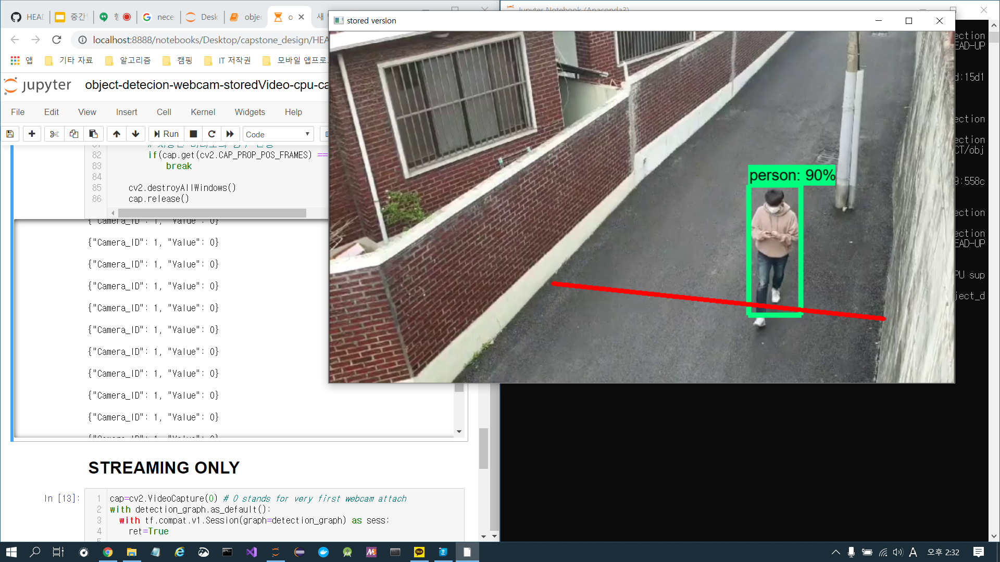 HEAD
중간
행
nece
Desk
objec
o
새
Jupyter Notebook (Anaconda3)
stored version
localhost:8888/notebooks/Desktop/capstone_design/HEA
앱
기타 자료
알고리즘
캠핑
IT 저작권
모바일 앱프로
jupyter
object-detecion-webcam-storedVideo-cpu-ca
File Edit View Insert Cell Kernel Widgets Help
Run
Code
82 if(cap.get(cv2.CAP_PROP_POS_FRAMES) ==
83 break
84
85 cv2.destroyAllWindows()
86 cap.release()
{"Camera_ID": 1, "Value": 0}
{"Camera_ID": 1, "Value": 0}
{"Camera_ID": 1, "Value": 0}
{"Camera_ID": 1, "Value": 0}
{"Camera_ID": 1, "Value": 0}
{"Camera_ID": 1, "Value": 0}
{"Camera_ID": 1, "Value": 0}
{"Camera_ID": 1, "Value": 0}
{"Camera_ID": 1, "Value": 0}
{"Camera_ID": 1, "Value": 0}
person: 90%
ection
EAD-UP
d:15d1
ection
ection
CT/obj
9:558c
ection
ection
EAD-UP
PU sup
ject_d
STREAMING ONLY
In [13]:
1 cap=cv2.VideoCapture(0) # 0 stands for very first webcam attach
2 with detection_graph.as_default():
3 with tf.compat.v1.Session(graph=detection_graph) as sess:
4 ret=True
TALK
A
오후 2:32